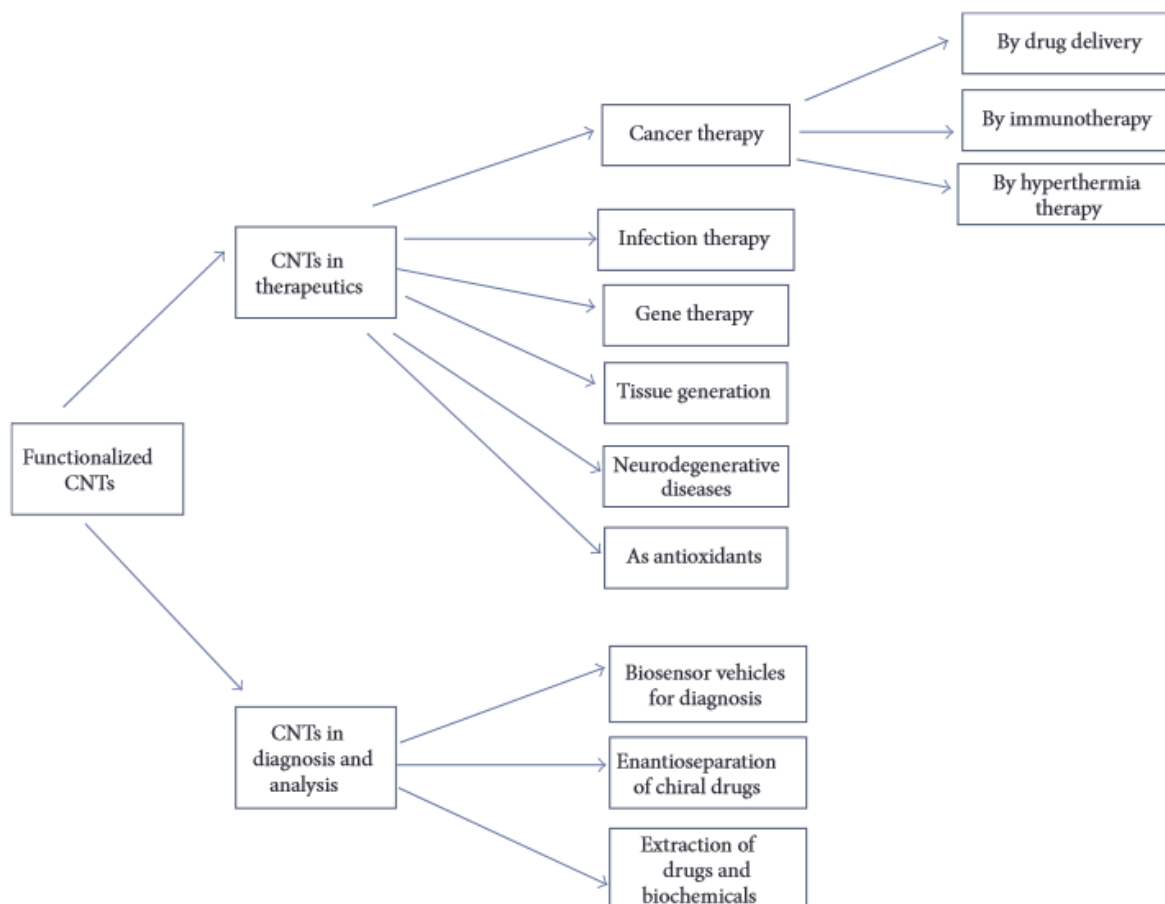 By drug delivery
Cancer therapy
By immunotherapy
By hyperthermia
therapy
CNTs in
therapeutics
Infection therapy
Gene therapy
Tissue generation
Functionalized
CNTs
Neurodegenerative
diseases
As antioxidants
CNTs in
diagnosis and
analysis
Biosensor vehicles
for diagnosis
Enantioseparation
of chiral drugs
Extraction of
drugs and
biochemicals